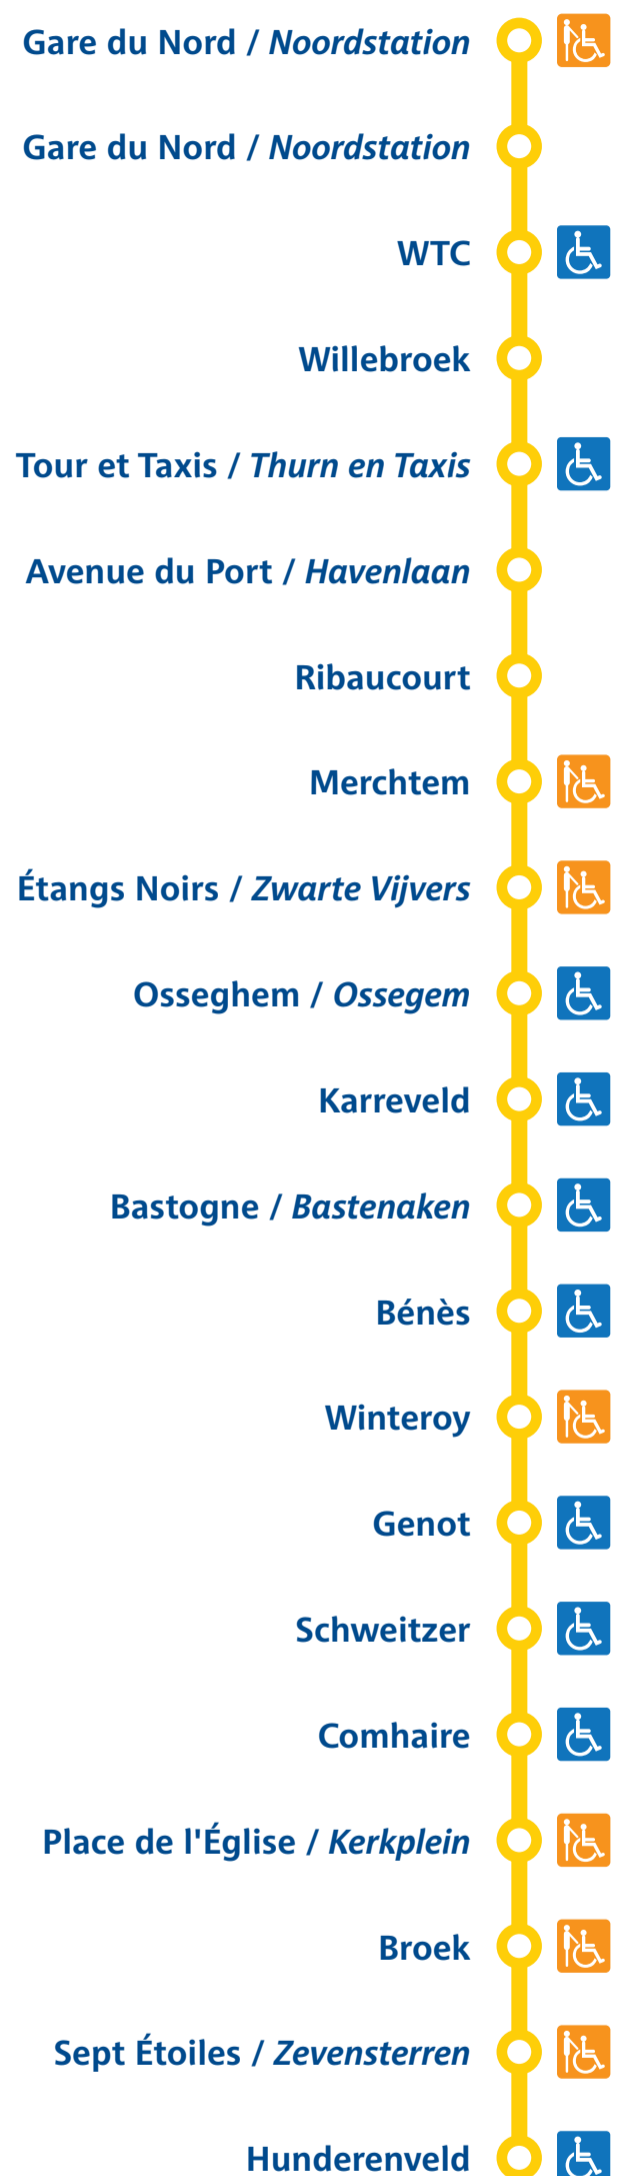 Gare du Nord / Noordstation
Gare du Nord / Noordstation
WTC
Willebroek
Tour et Taxis / Thurn en Taxis
Avenue du Port / Havenlaan
Ribaucourt
Merchtem
Étangs Noirs / Zwarte Vijvers
Osseghem / Ossegem
Karreveld
Bastogne / Bastenaken
Bénès
Winteroy
Genot
Schweitzer
Comhaire
Place de l'Église / Kerkplein
Broek
Sept Étoiles / Zevensterren
Hunderenveld